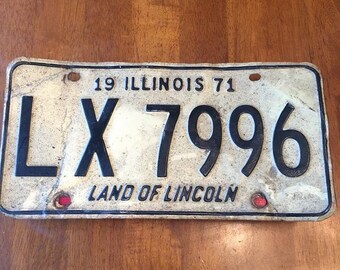 19 ILLINOIS 71
LX 7996
LAND OF LINCOLN